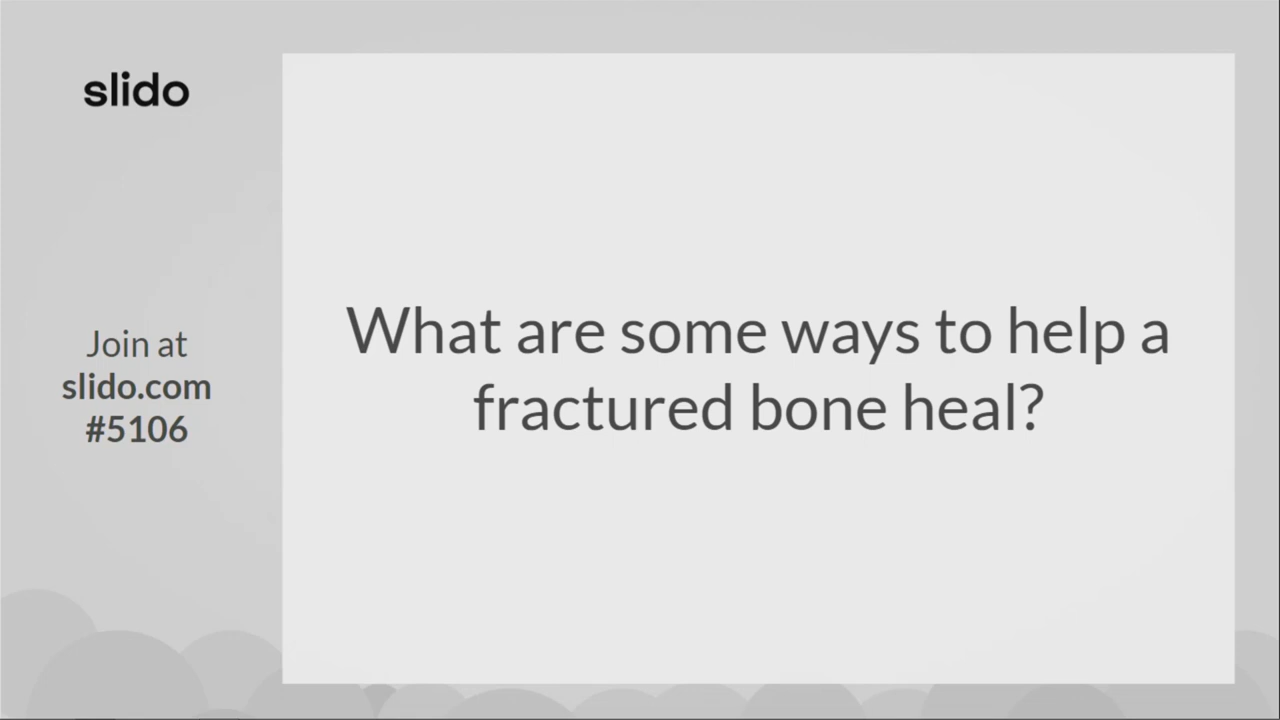 slido
Join at
slido.com
#5106
What are some ways to help a
fractured bone heal?